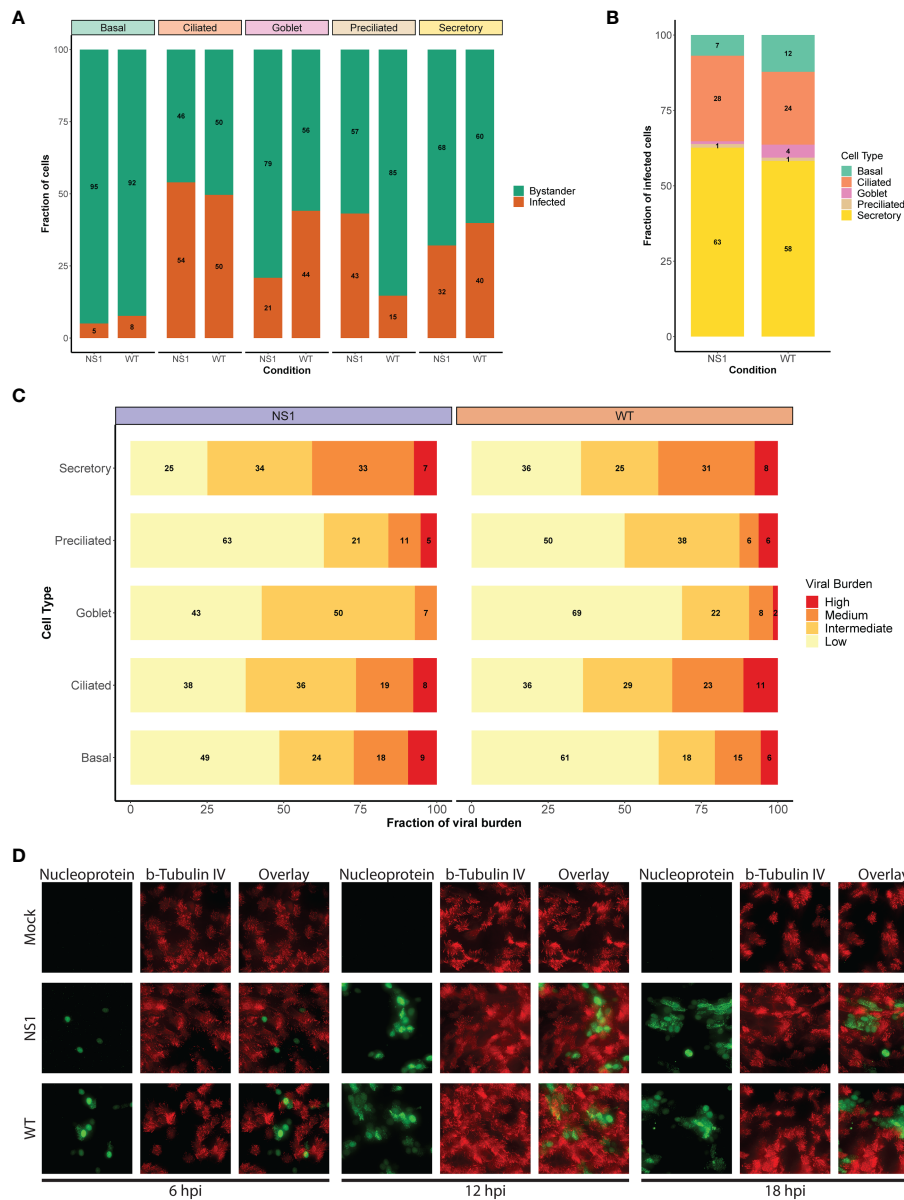 A
Basal Ciliated Goblet Preciliated Secretory
100
75
50
25
0
Fraction of cells
95 92 46 50 79 56 57 85 68 60
5 8 54 50 21 44 43 15 32 40
NS1 WT NS1 WT NS1 WT NS1 WT NS1 WT
Condition
Bystander
Infected
B
100
75
50
25
0
Fraction of infected cells
7 12
28 24
4
1 1
63 58
NS1 WT
Condition
Cell Type
Basal
Ciliated
Goblet
Preciliated
Secretory
C
NS1 WT
Cell Type
Secretory 25 34 33 7 36 25 31 8
Preciliated 63 21 11 5 50 38 6 6
Goblet 43 50 7 69 22 8 2
Ciliated 38 36 19 8 36 29 23 11
Basal 49 24 18 9 61 18 15 6
0 25 50 75 100 0 25 50 75 100
Fraction of viral burden
Viral Burden
High
Medium
Intermediate
Low
D
Nucleoprotein b-Tubulin IV Overlay Nucleoprotein b-Tubulin IV Overlay Nucleoprotein b-Tubulin IV Overlay
Mock
NS1
WT
6 hpi 12 hpi 18 hpi